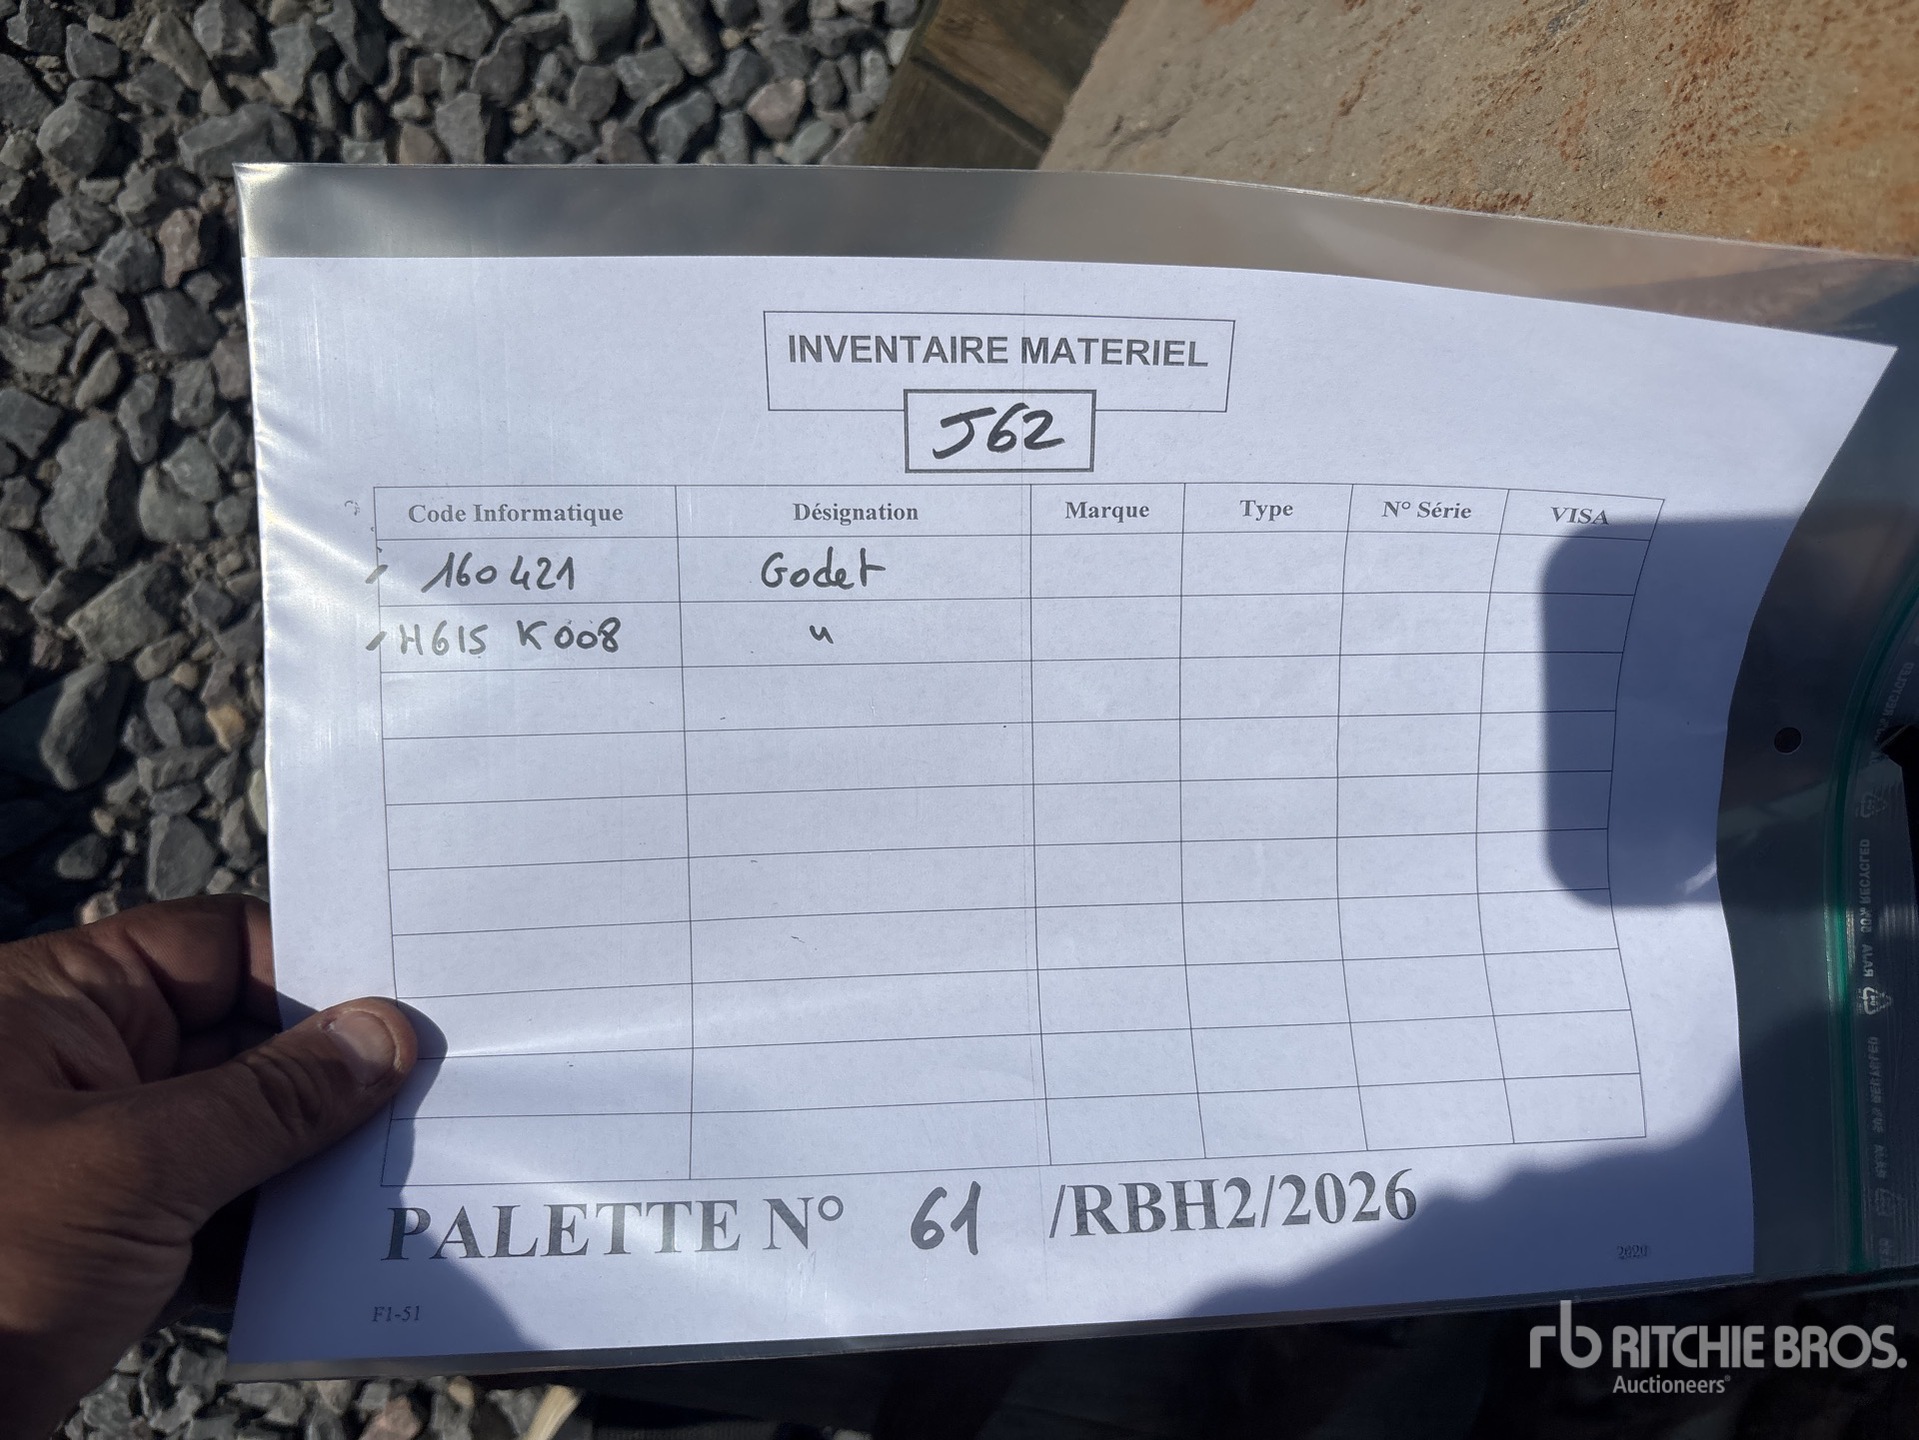 INVENTAIRE MATERIEL
J62
Code Informatique Désignation Marque Type N° Série VISA
160421 Godet
H615 K008 "
PALETTE N° 61 /RBH2/2026
2020
F1-51
rb RITCHIE BROS.
Auctioneers®